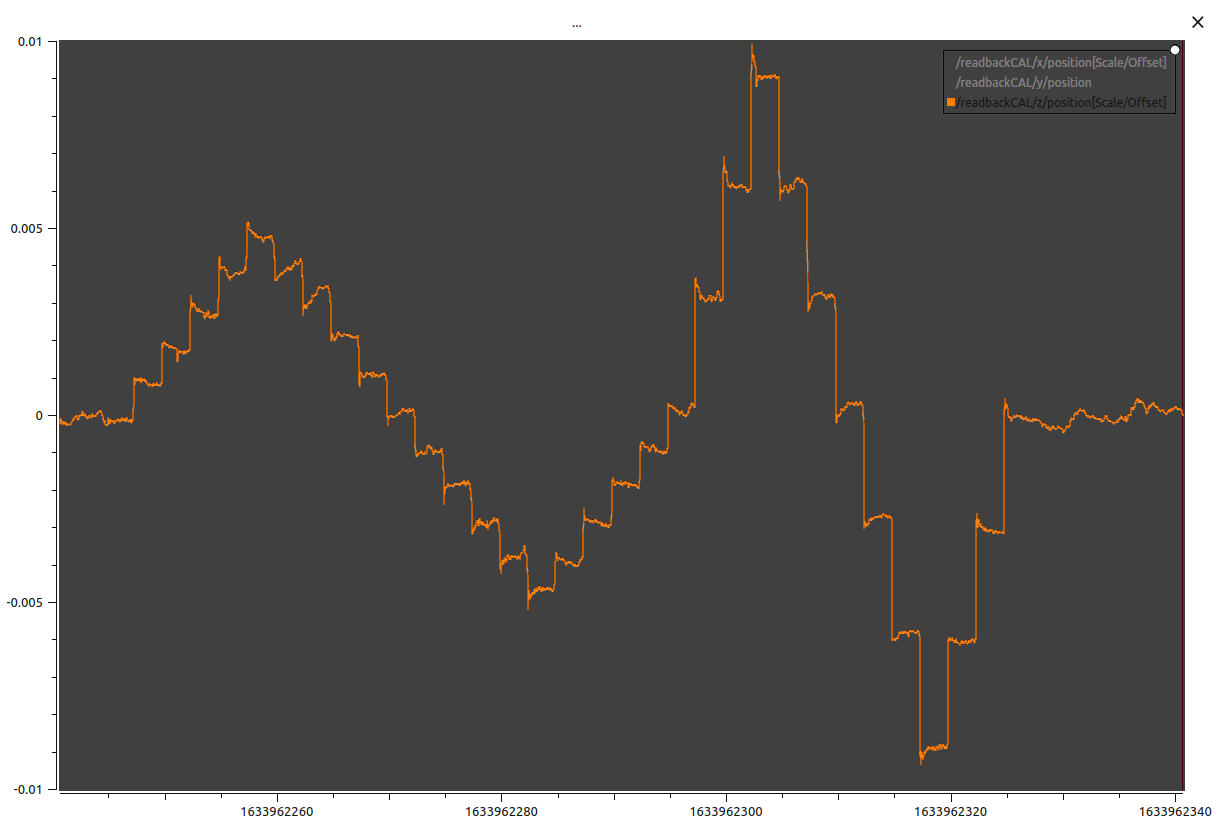 ...
0.01
/readbackCAL/x/position[Scale/Offset]
/readbackCAL/y/position
/readbackCAL/z/position[Scale/Offset]
0.005
0
-0.005
-0.01
1633962260 1633962280 1633962300 1633962320 1633962340